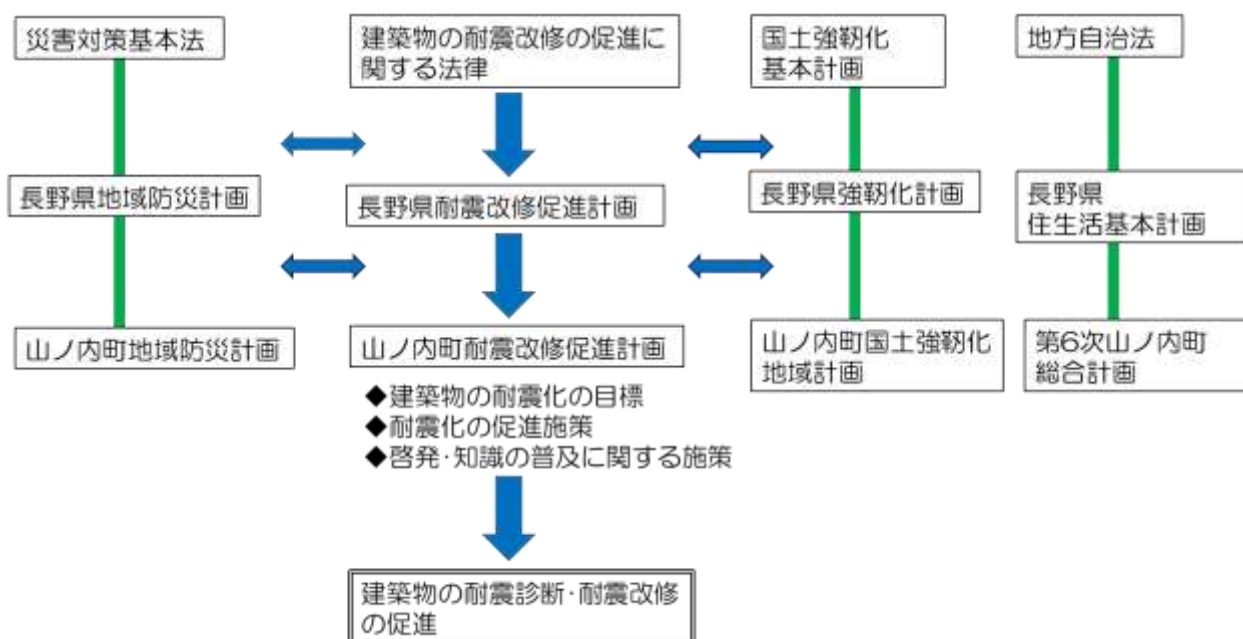 災害対策基本法
建築物の耐震改修の促進に
関する法律
国土強靭化
基本計画
地方自治法
長野県地域防災計画
長野県耐震改修促進計画
長野県強靭化計画
長野県
住生活基本計画
山ノ内町地域防災計画
山ノ内町耐震改修促進計画
山ノ内町国土強靭化
地域計画
第6次山ノ内町
総合計画
◆建築物の耐震化の目標
◆耐震化の促進施策
◆啓発・知識の普及に関する施策
建築物の耐震診断・耐震改修
の促進